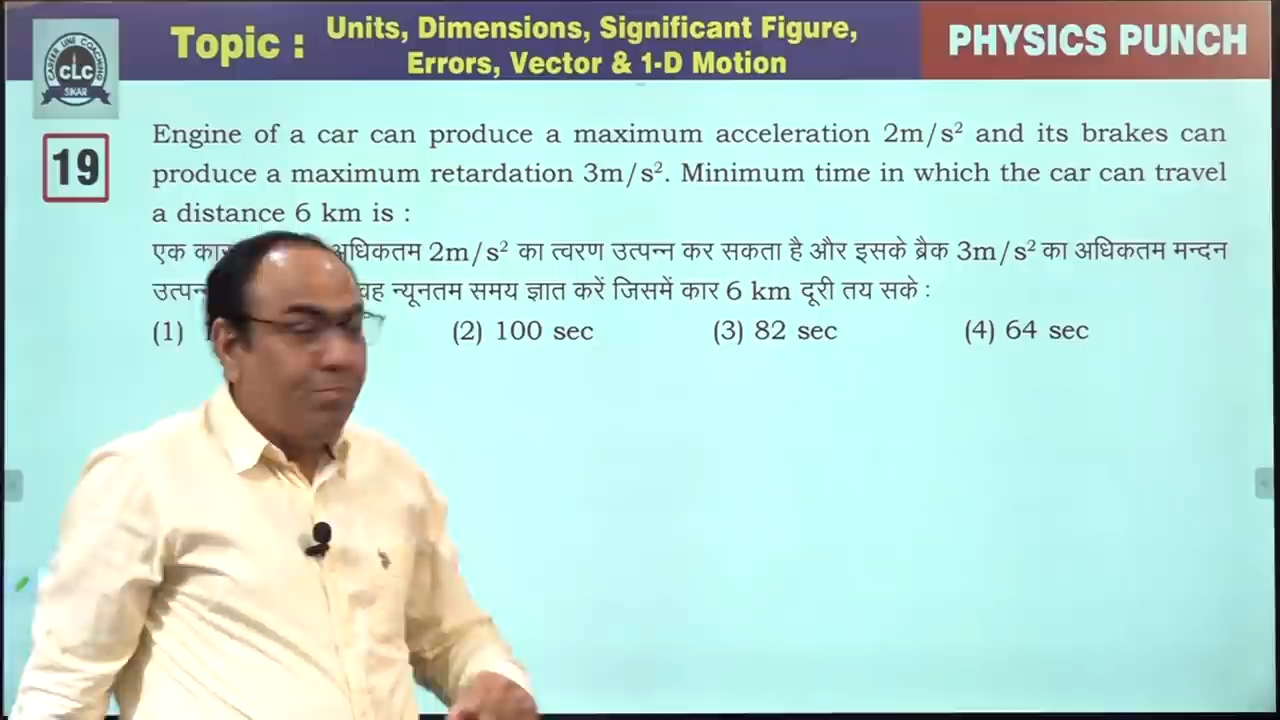 CAREER LINE COACHING
CLC
SIKAR
Topic :
Units, Dimensions, Significant Figure,
Errors, Vector & 1-D Motion
PHYSICS PUNCH
19
Engine of a car can produce a maximum acceleration 2m/s² and its brakes can
produce a maximum retardation 3m/s². Minimum time in which the car can travel
a distance 6 km is :
एक कार अधिकतम 2m/s² का त्वरण उत्पन्न कर सकता है और इसके ब्रैक 3m/s² का अधिकतम मन्दन
वह न्यूनतम समय ज्ञात करें जिसमें कार 6 km दूरी तय सके :
(1) (2) 100 sec (3) 82 sec (4) 64 sec